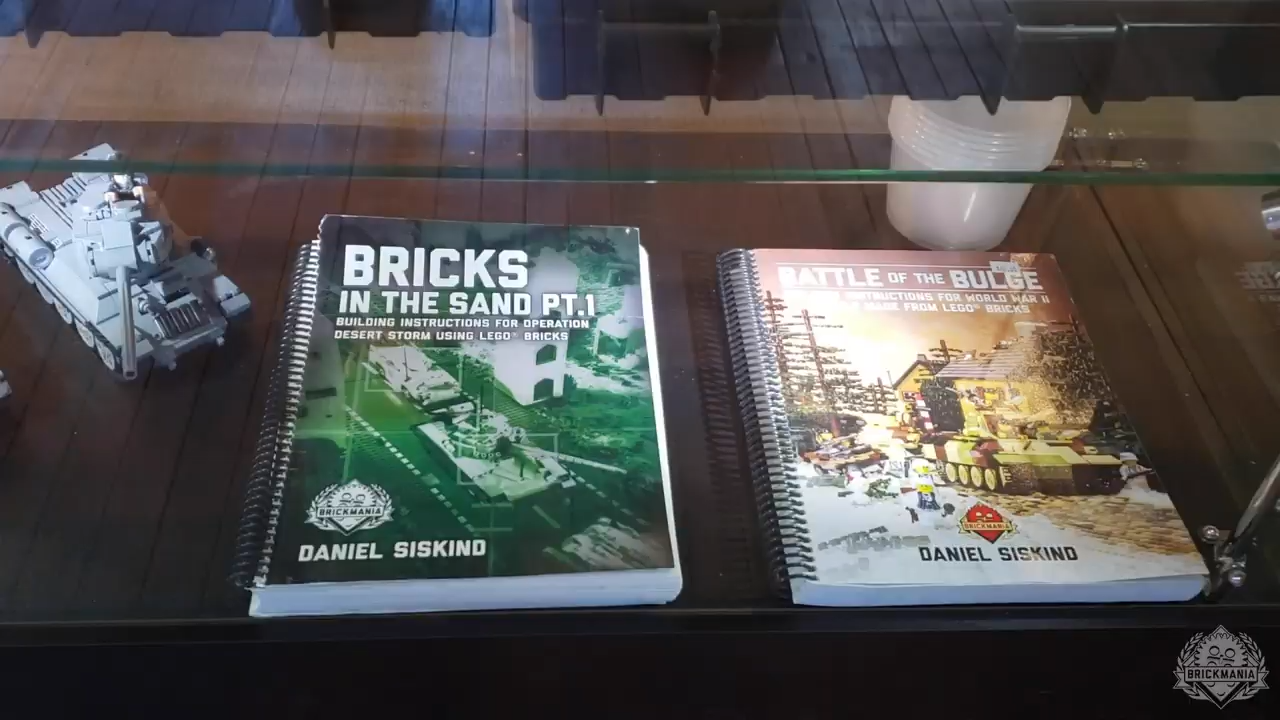 BRICKS
IN THE SAND PT.1
BUILDING INSTRUCTIONS FOR OPERATION
DESERT STORM USING LEGO® BRICKS
BRICKMANIA
DANIEL SISKIND
BATTLE OF THE BULGE
INSTRUCTIONS FOR WORLD WAR II
MADE FROM LEGO® BRICKS
BRICKMANIA
DANIEL SISKIND
BRICKMANIA